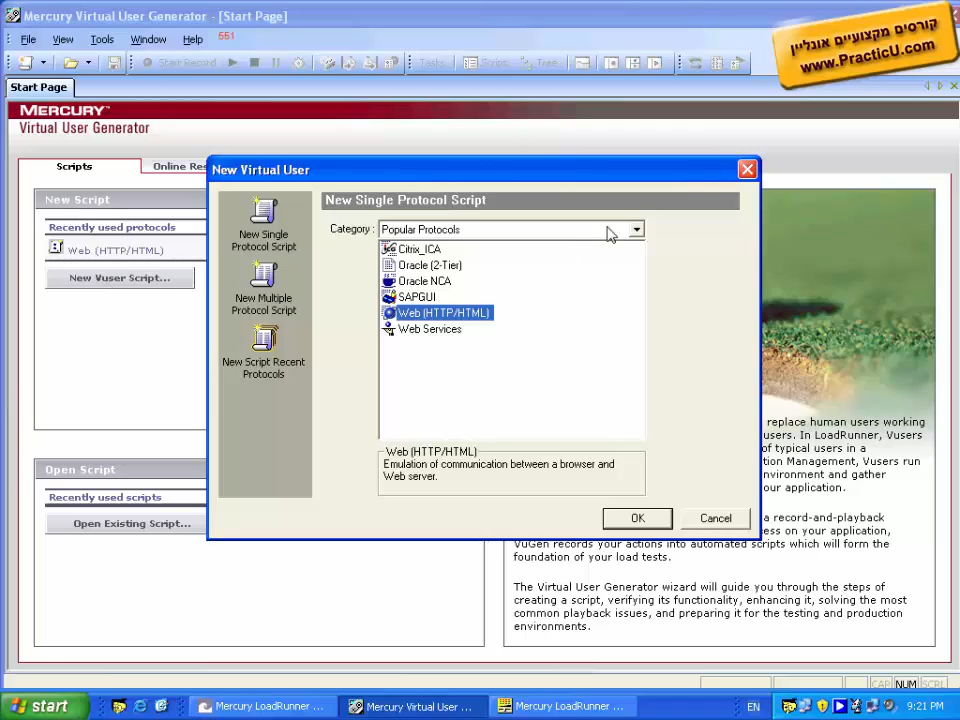 Mercury Virtual User Generator - [Start Page]
קורסים מקצועיים אונליין
www.PracticU.com
File View Tools Window Help 551
Start Record
Tasks
Script
Tree
Start Page
MERCURY™
Virtual User Generator
Scripts
Online Res
New Script
Recently used protocols
Web (HTTP/HTML)
New Vuser Script...
Open Script
Recently used scripts
Open Existing Script...
New Virtual User
New Single
Protocol Script
New Multiple
Protocol Script
New Script Recent
Protocols
New Single Protocol Script
Category : Popular Protocols
Citrix_ICA
Oracle (2-Tier)
Oracle NCA
SAPGUI
Web (HTTP/HTML)
Web Services
Web (HTTP/HTML)
Emulation of communication between a browser and
Web server.
OK Cancel
replace human users working
users. In LoadRunner, Vusers
of typical users in a
tion Management, Vusers run
nvironment and gather
our application.
a record-and-playback
cess on your application,
VuGen records your actions into automated scripts which will form the
foundation of your load tests.
The Virtual User Generator wizard will guide you through the steps of
creating a script, verifying its functionality, enhancing it, solving the most
common playback issues, and preparing it for the testing and production
environments.
CAP NUM SCRL
start
Mercury LoadRunner ...
Mercury Virtual User ...
Mercury LoadRunner ...
EN
9:21 PM